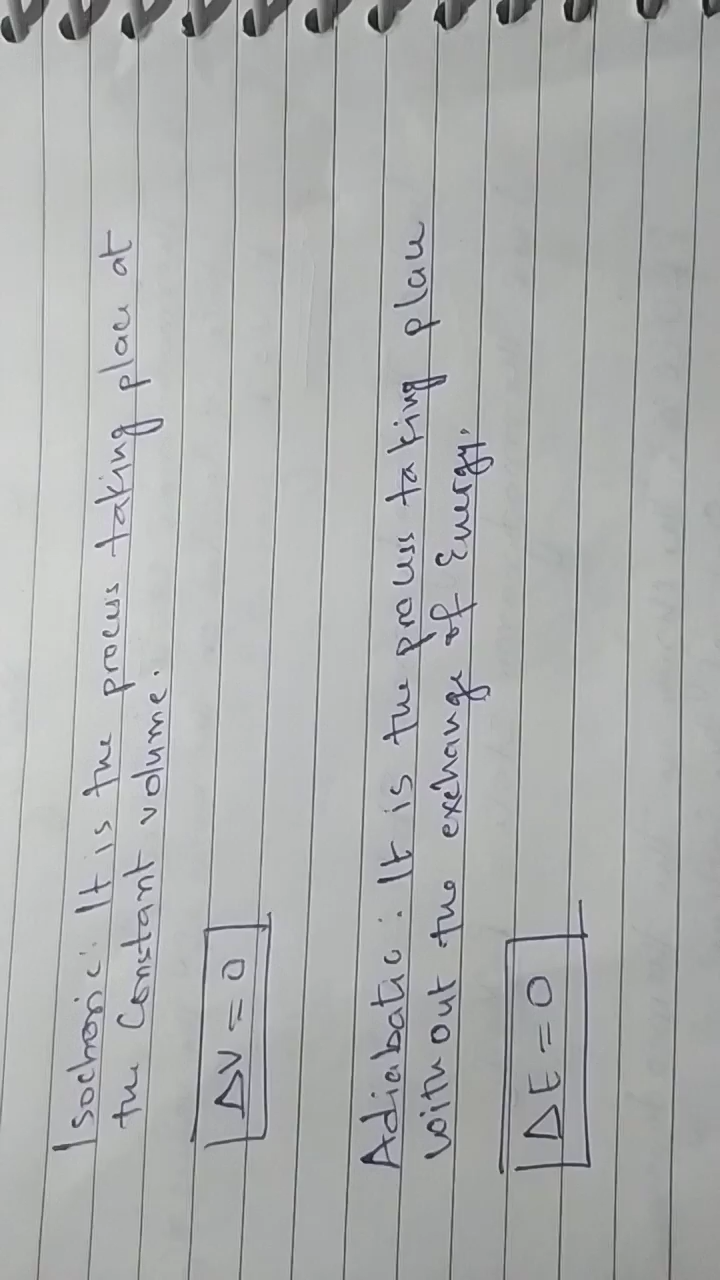 Isochoric: It is the process taking place at
the Constant volume.
ΔV = 0
Adiabatic: It is the process taking place
without the exchange of Energy.
ΔE = 0